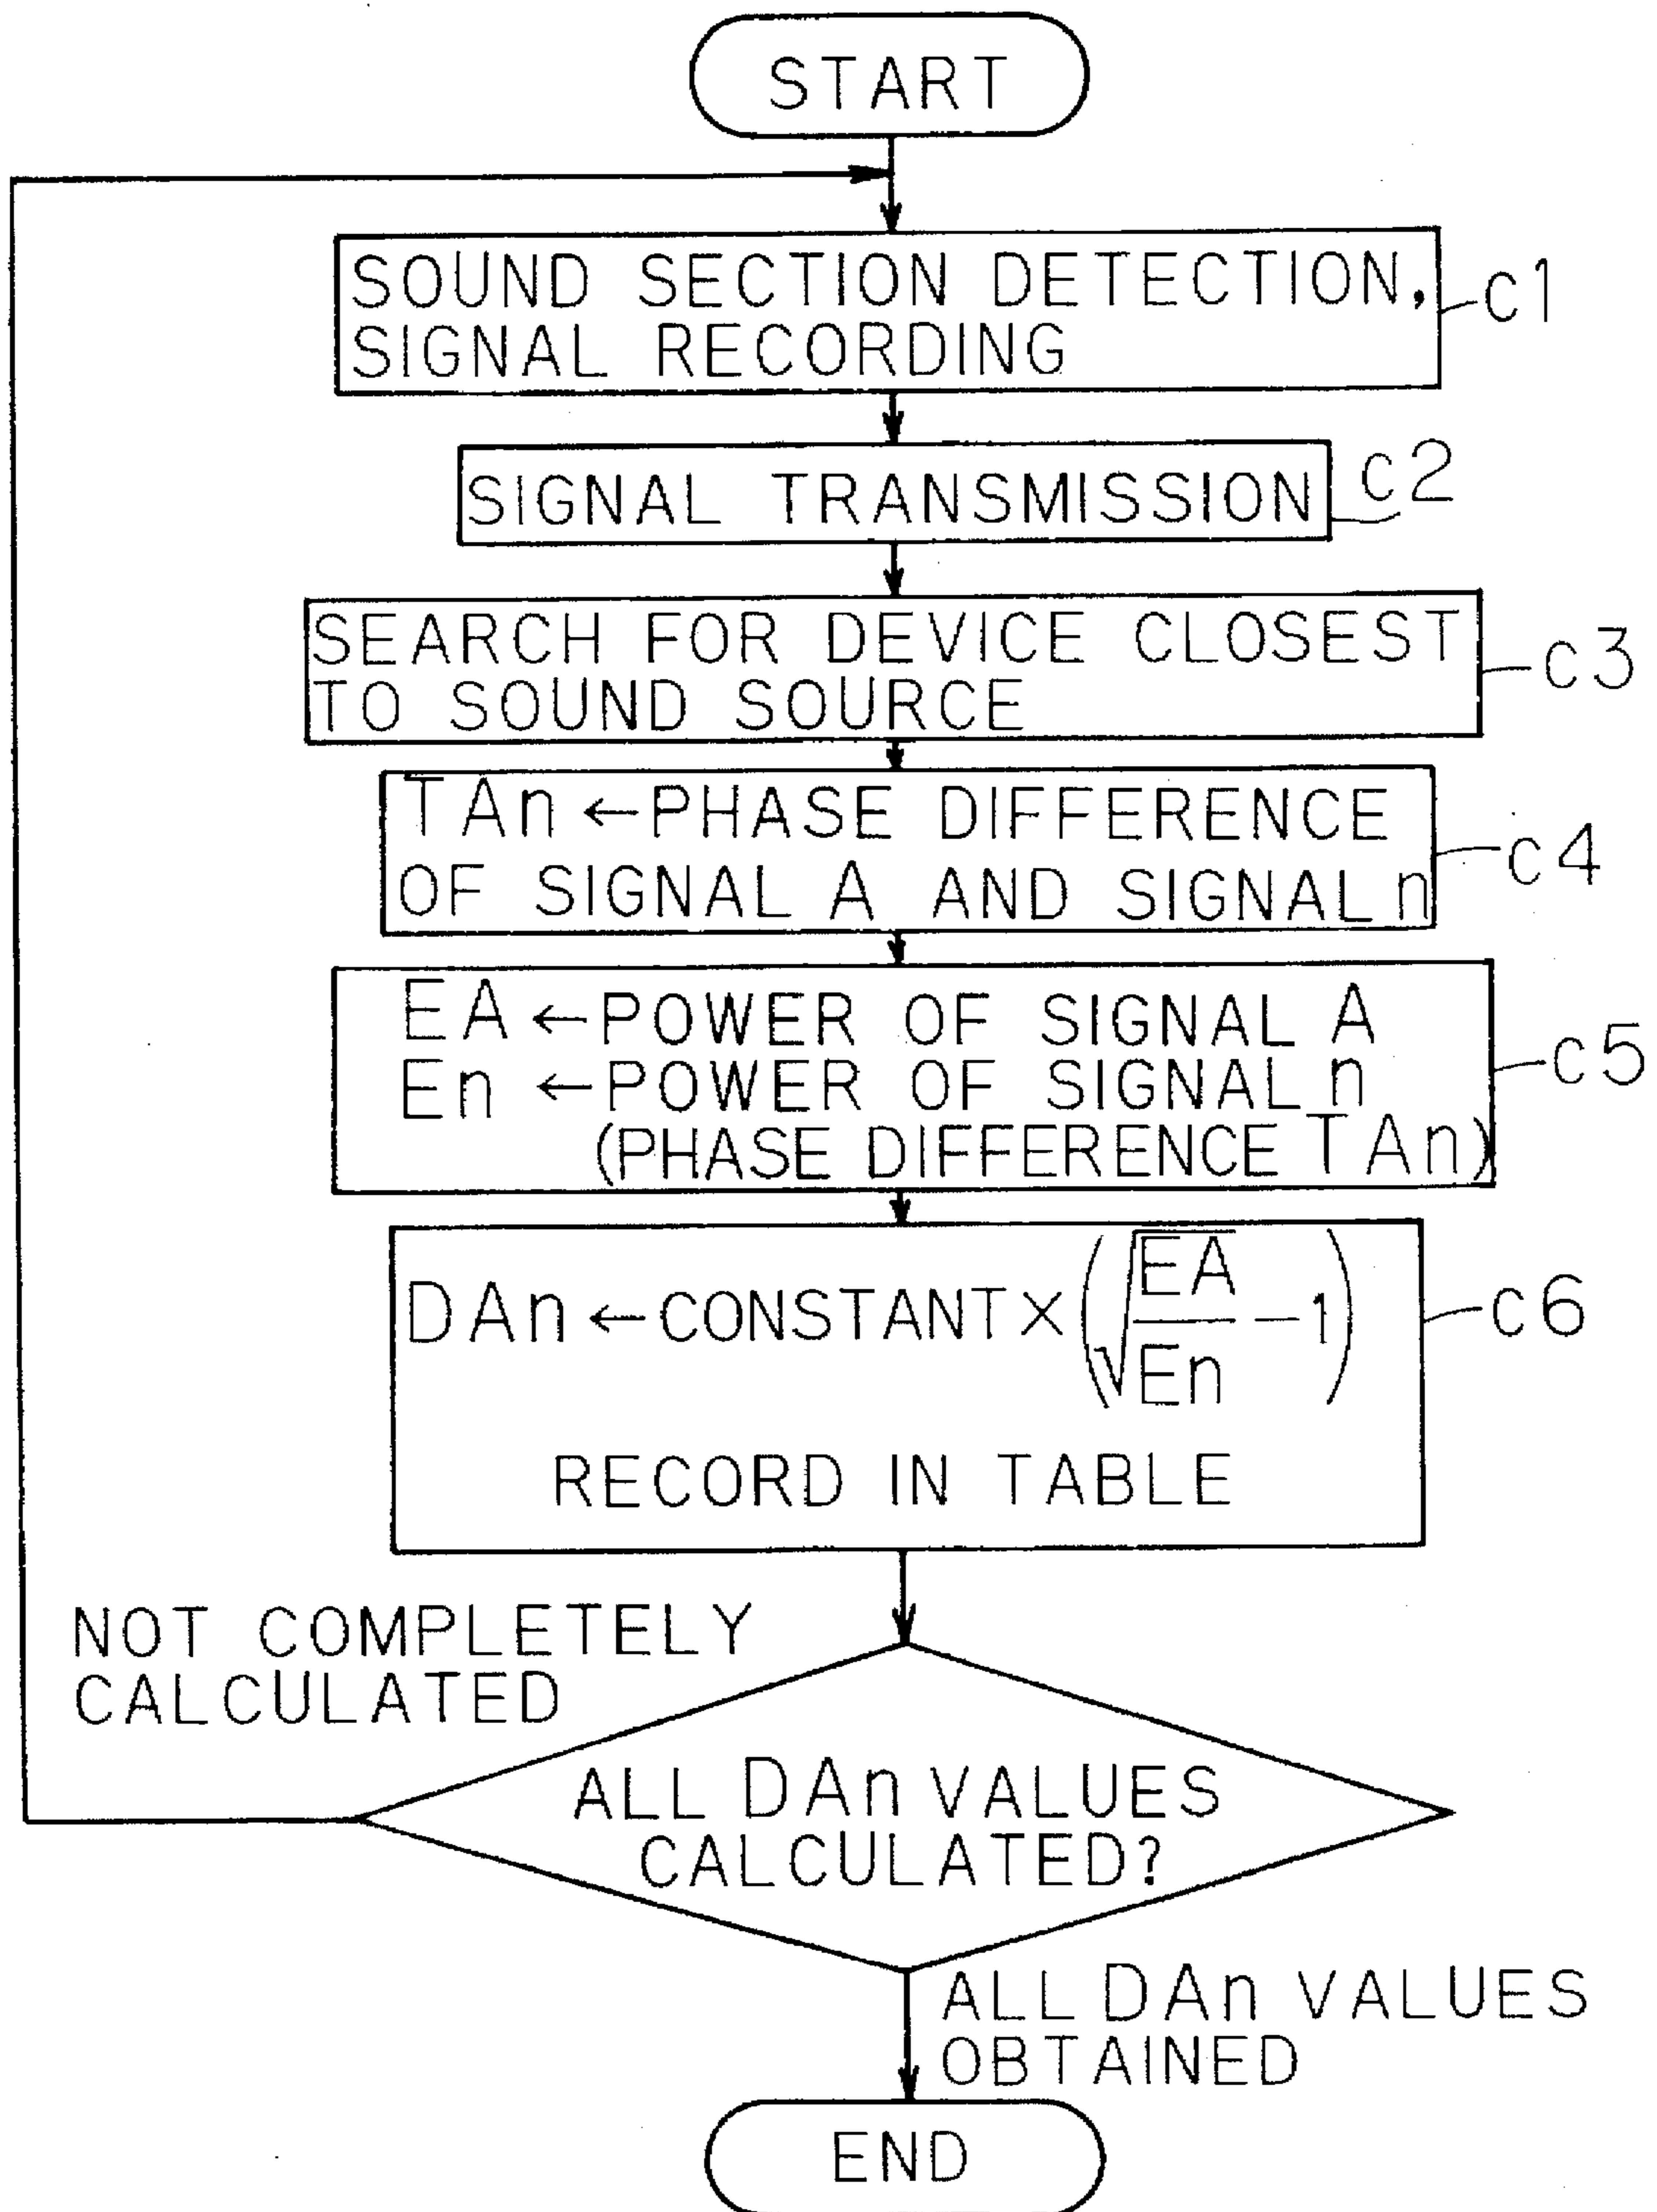 START
SOUND SECTION DETECTION,
SIGNAL RECORDING
c1
SIGNAL TRANSMISSION
c2
SEARCH FOR DEVICE CLOSEST
TO SOUND SOURCE
c3
TAn ← PHASE DIFFERENCE
OF SIGNAL A AND SIGNAL n
c4
EA ← POWER OF SIGNAL A
En ← POWER OF SIGNAL n
(PHASE DIFFERENCE TAn)
c5
DAn ← CONSTANT × (√(EA/En) − 1)
RECORD IN TABLE
c6
NOT COMPLETELY
CALCULATED
ALL DAn VALUES
CALCULATED?
ALL DAn VALUES
OBTAINED
END